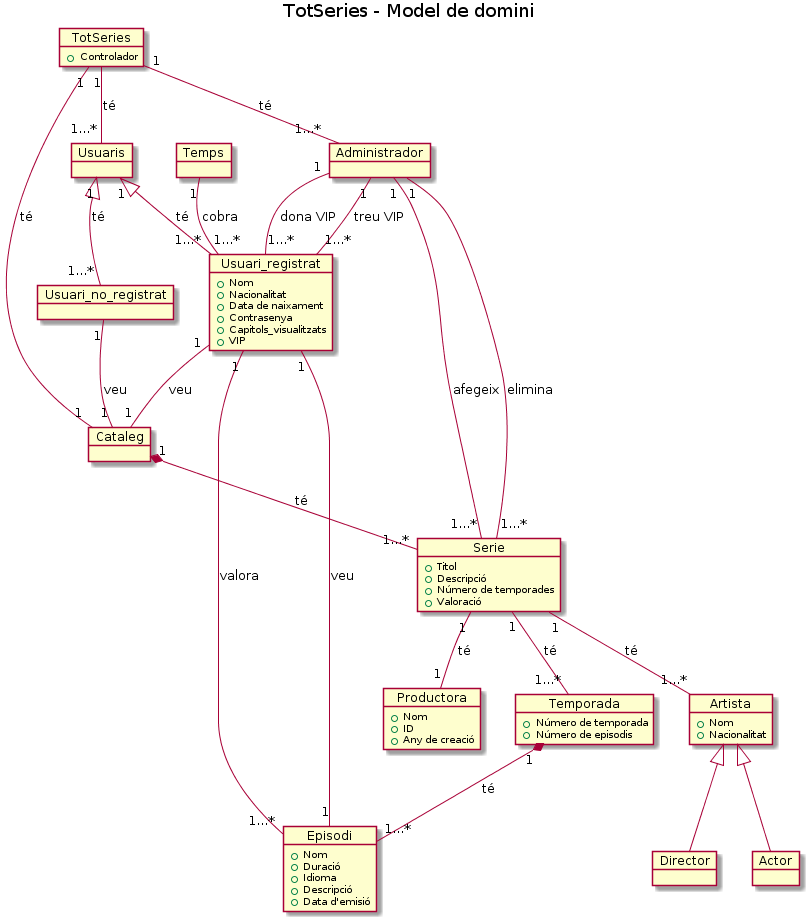 TotSeries - Model de domini
TotSeries
Controlador
1
1
1
té
té
té
1...*
1...*
Usuaris
Temps
Administrador
1
1
1
1
1
1
1
1
té
té
cobra
dona VIP
treu VIP
1...*
1...*
1...*
1...*
1...*
Usuari_registrat
Nom
Nacionalitat
Data de naixament
Contrasenya
Capitols_visualitzats
VIP
Usuari_no_registrat
1
1
1
1
veu
veu
afegeix
elimina
1
1
1
Cataleg
1
té
1...*
1...*
1...*
Serie
Titol
Descripció
Número de temporades
Valoració
valora
veu
1
1
1
té
té
té
1
1...*
1...*
Productora
Nom
ID
Any de creació
Temporada
Número de temporada
Número de episodis
Artista
Nom
Nacionalitat
1
té
1...*
1
1...*
Episodi
Nom
Duració
Idioma
Descripció
Data d'emisió
Director
Actor